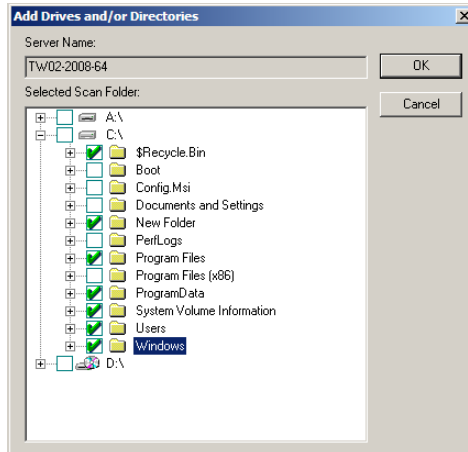 Add Drives and/or Directories
Server Name:
TW02-2008-64
OK
Selected Scan Folder:
Cancel
A:\
C:\
$Recycle.Bin
Boot
Config.Msi
Documents and Settings
New Folder
PerfLogs
Program Files
Program Files (x86)
ProgramData
System Volume Information
Users
Windows
D:\